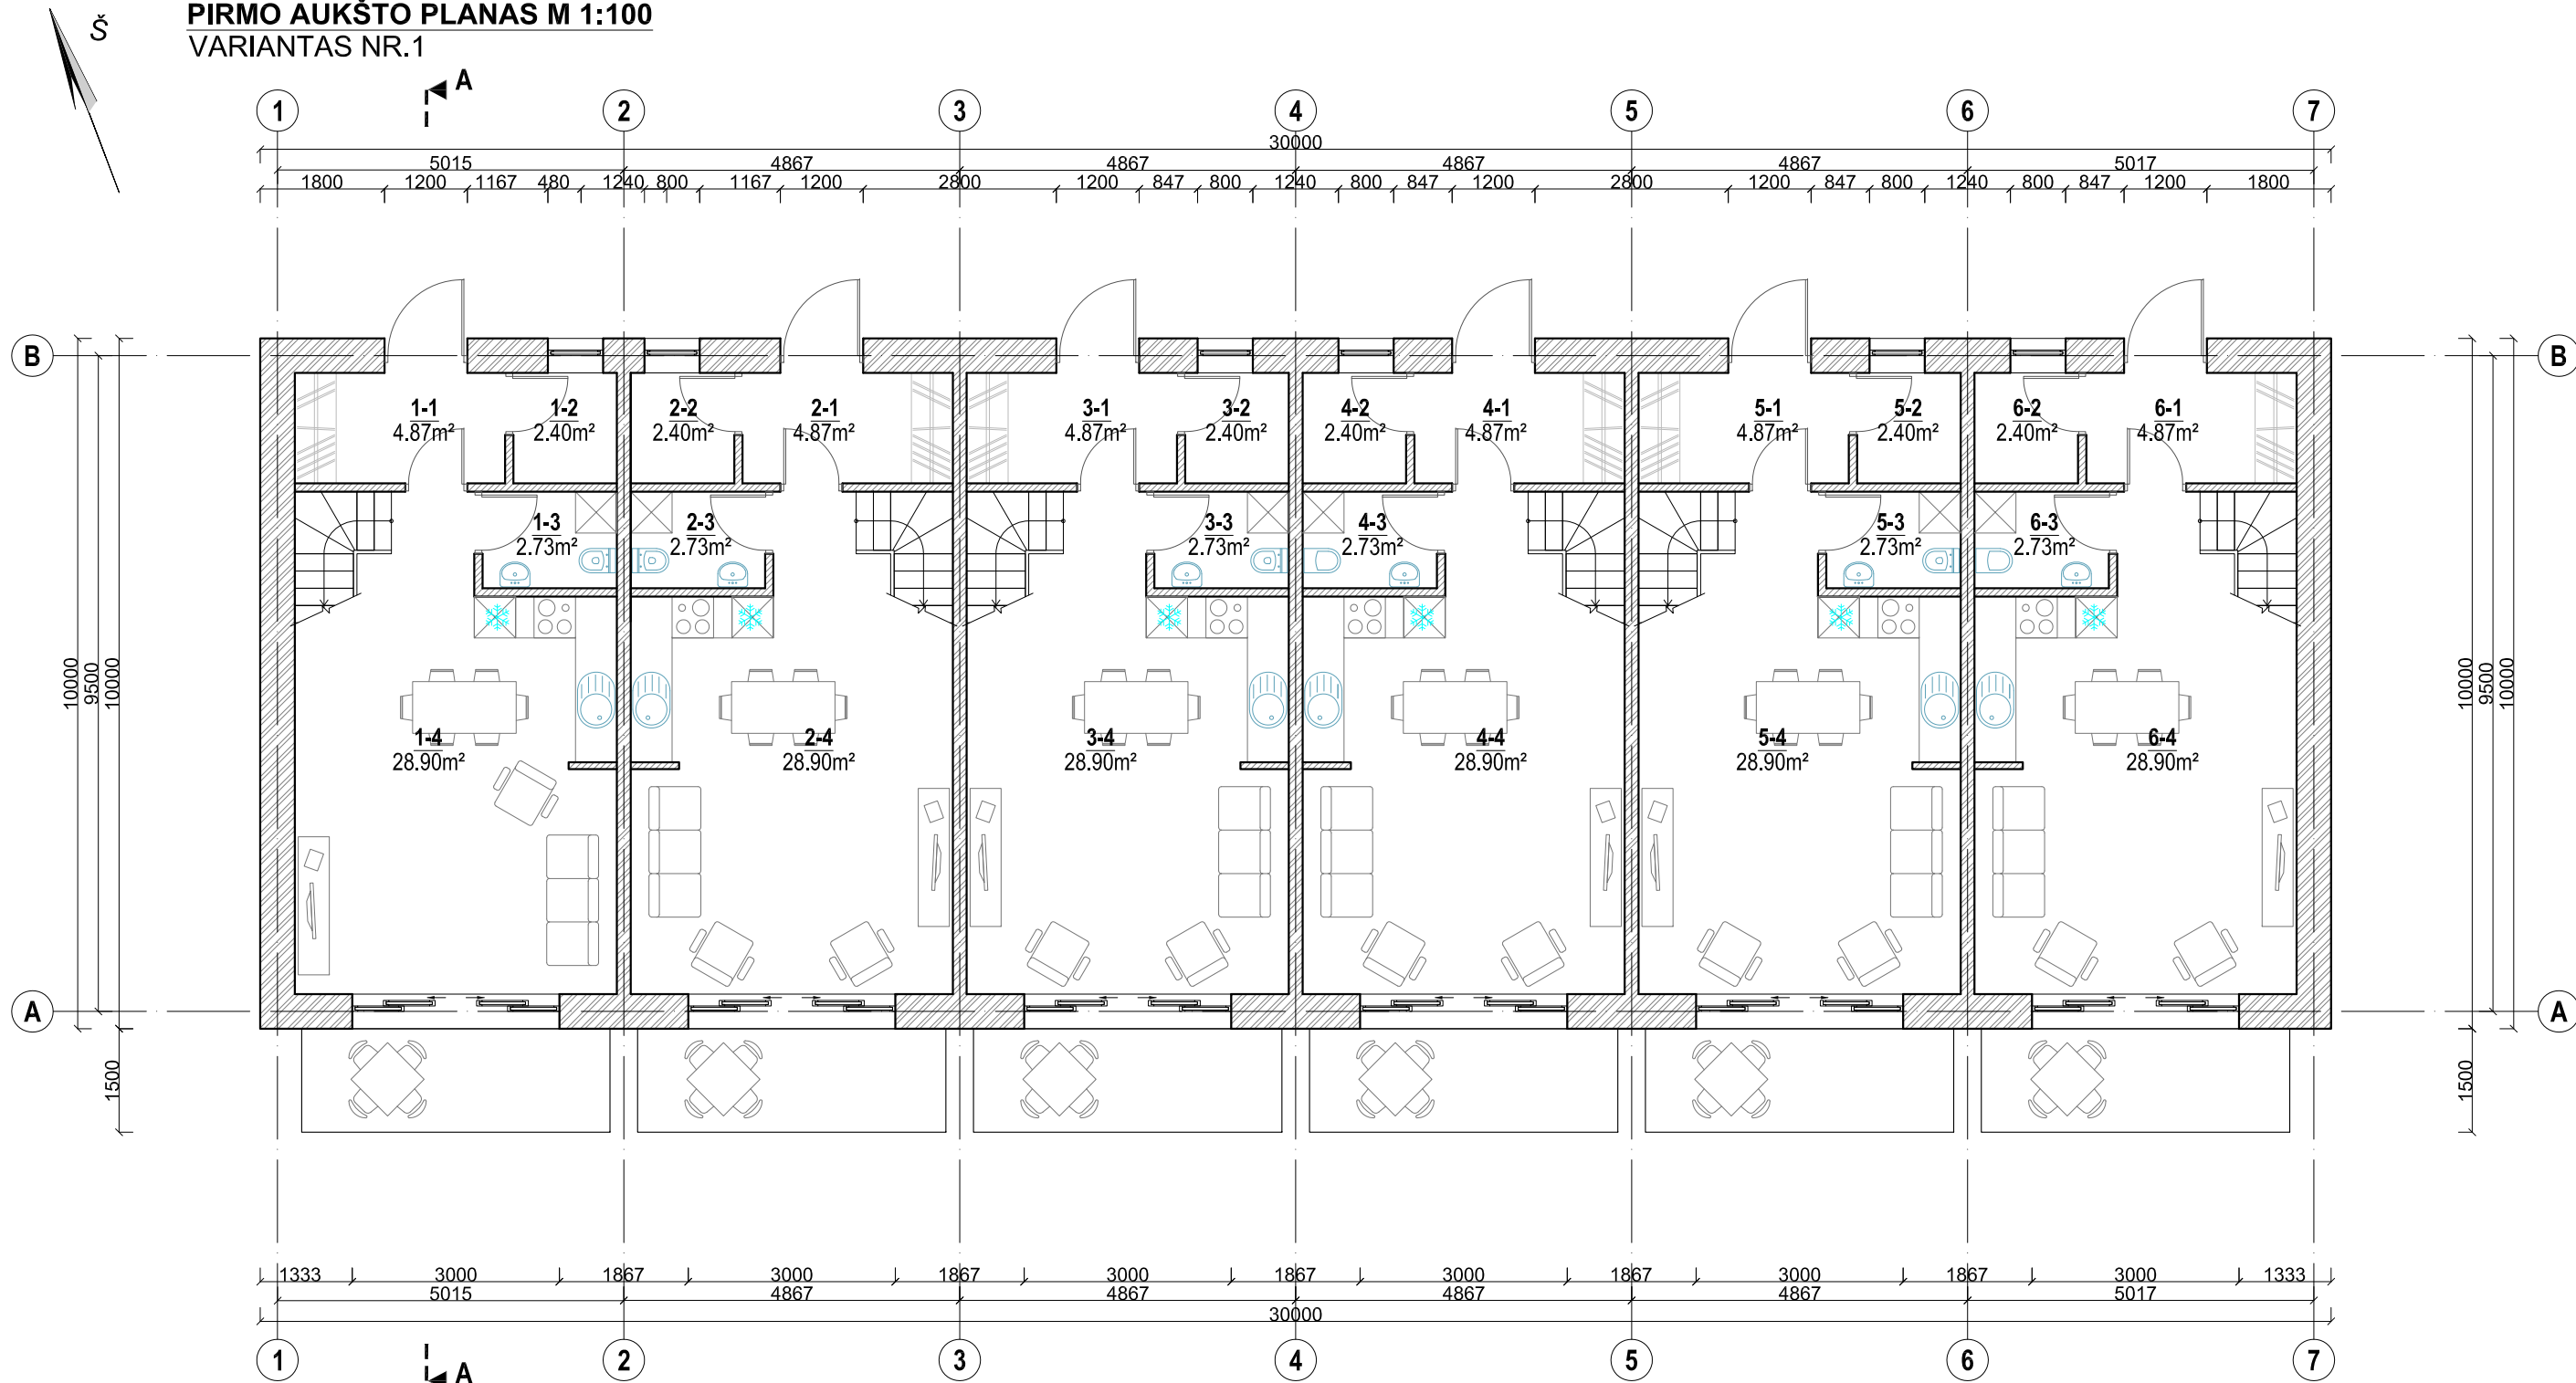 PIRMO AUKŠTO PLANAS M 1:100
Š
VARIANTAS NR.1
A
1 2 3 4 5 6 7
30000
5015 4867 4867 4867 4867 5017
1800 1200 1167 480 1240 800 1167 1200 2800 1200 847 800 1240 800 847 1200 2800 1200 847 800 1240 800 847 1200 1800
B B
1-1 1-2 2-2 2-1 3-1 3-2 4-2 4-1 5-1 5-2 6-2 6-1
4.87m² 2.40m² 2.40m² 4.87m² 4.87m² 2.40m² 2.40m² 4.87m² 4.87m² 2.40m² 2.40m² 4.87m²
1-3 2-3 3-3 4-3 5-3 6-3
2.73m² 2.73m² 2.73m² 2.73m² 2.73m² 2.73m²
10000 9500 10000 10000 9500 10000
1-4 2-4 3-4 4-4 5-4 6-4
28.90m² 28.90m² 28.90m² 28.90m² 28.90m² 28.90m²
A A
1500 1500
1333 3000 1867 3000 1867 3000 1867 3000 1867 3000 1867 3000 1333
5015 4867 4867 4867 4867 5017
30000
1 2 3 4 5 6 7
A